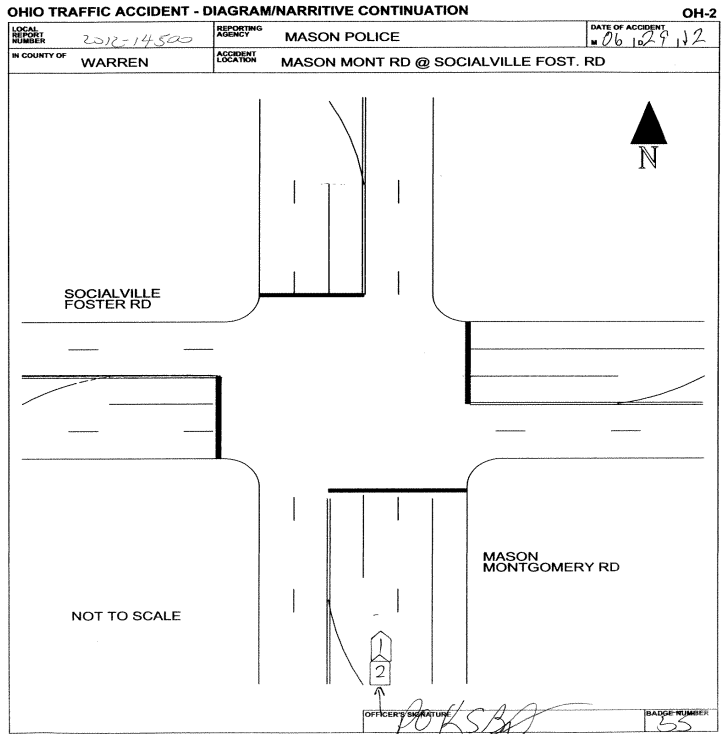 OHIO TRAFFIC ACCIDENT - DIAGRAM/NARRITIVE CONTINUATION OH-2
LOCAL REPORT NUMBER 2012-14500 REPORTING AGENCY MASON POLICE DATE OF ACCIDENT M 06 D 29 Y 12
IN COUNTY OF WARREN ACCIDENT LOCATION MASON MONT RD @ SOCIALVILLE FOST. RD
N
SOCIALVILLE
FOSTER RD
MASON
MONTGOMERY RD
NOT TO SCALE
1
2
OFFICER'S SIGNATURE BADGE NUMBER